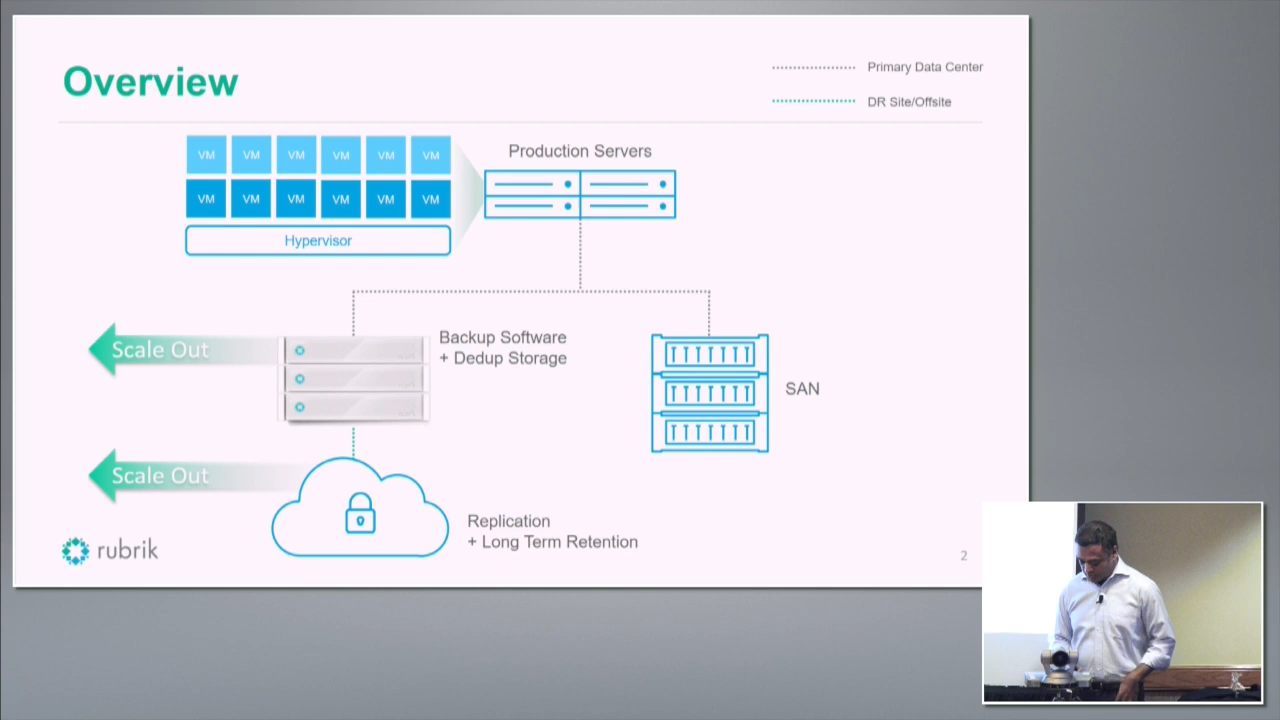 Overview
Primary Data Center
DR Site/Offsite
VM VM VM VM VM VM
VM VM VM VM VM VM
Hypervisor
Production Servers
Scale Out
Backup Software
+ Dedup Storage
SAN
Scale Out
Replication
+ Long Term Retention
rubrik
2